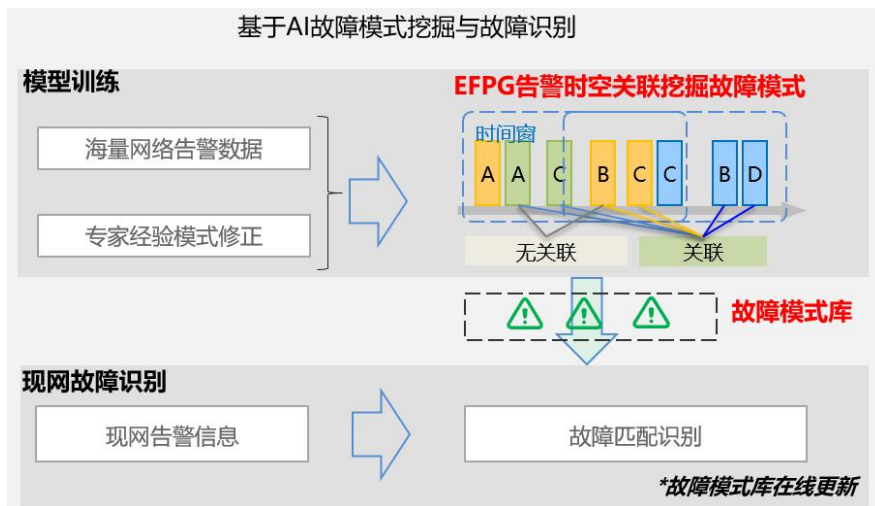 基于AI故障模式挖掘与故障识别
模型训练
海量网络告警数据
专家经验模式修正
EFPG告警时空关联挖掘故障模式
时间窗
A A C B C C B D
无关联
关联
故障模式库
现网故障识别
现网告警信息
故障匹配识别
*故障模式库在线更新